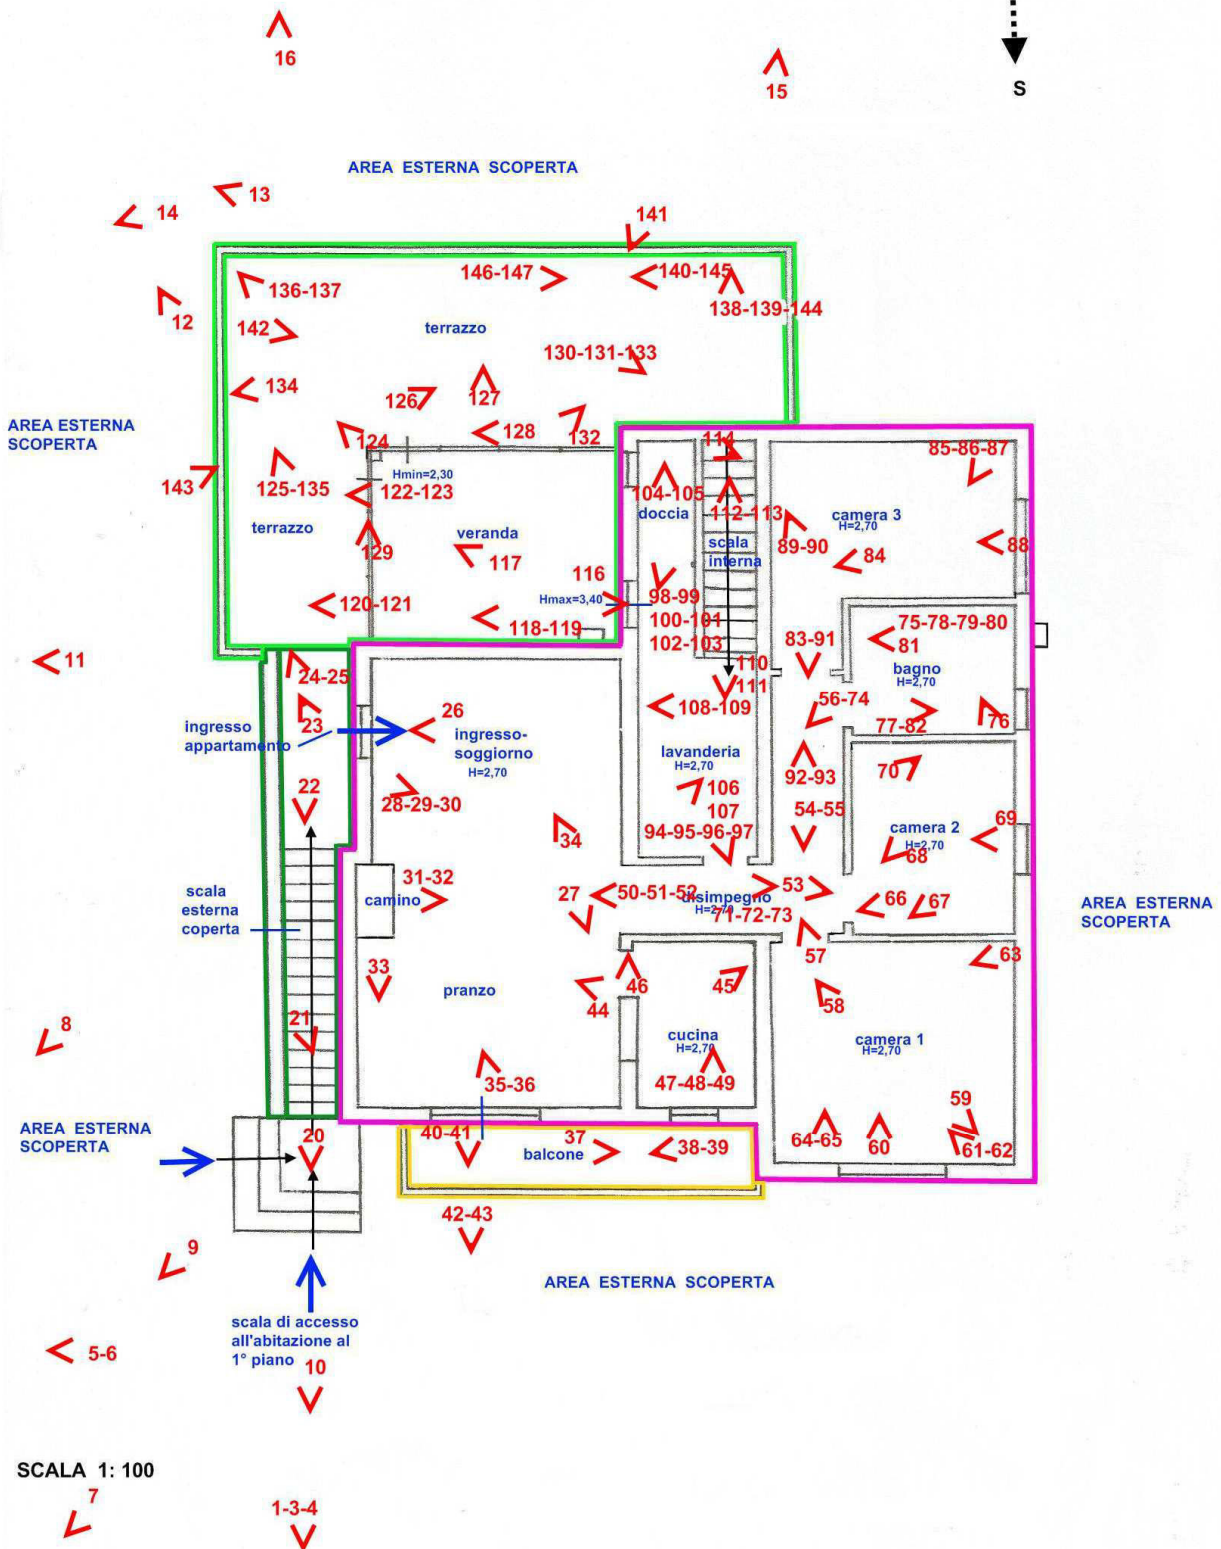 16
15
S
AREA ESTERNA SCOPERTA
13
14
141
146-147
140-145
136-137
138-139-144
12
142
terrazzo
130-131-133
134
126
127
AREA ESTERNA
SCOPERTA
128
132
124
114
85-86-87
143
125-135
Hmin=2,30
122-123
104-105
doccia
112-113
camera 3
H=2,70
terrazzo
veranda
scala
interna
89-90
88
129
117
84
116
120-121
Hmax=3,40
98-99
100-101
102-103
118-119
75-78-79-80
81
83-91
11
24-25
110
111
bagno
H=2,70
56-74
23
26
108-109
77-82
76
ingresso
appartamento
ingresso-
soggiorno
H=2,70
lavanderia
H=2,70
70
22
28-29-30
92-93
106
107
54-55
69
34
94-95-96-97
camera 2
H=2,70
68
scala
esterna
coperta
31-32
camino
27
50-51-52
disimpegno
H=2,70
71-72-73
53
66
67
AREA ESTERNA
SCOPERTA
57
63
33
pranzo
44
46
45
58
21
8
cucina
H=2,70
camera 1
H=2,70
35-36
47-48-49
59
AREA ESTERNA
SCOPERTA
20
40-41
37
balcone
38-39
64-65
60
61-62
42-43
9
AREA ESTERNA SCOPERTA
scala di accesso
all'abitazione al
1° piano
10
5-6
SCALA 1: 100
7
1-3-4